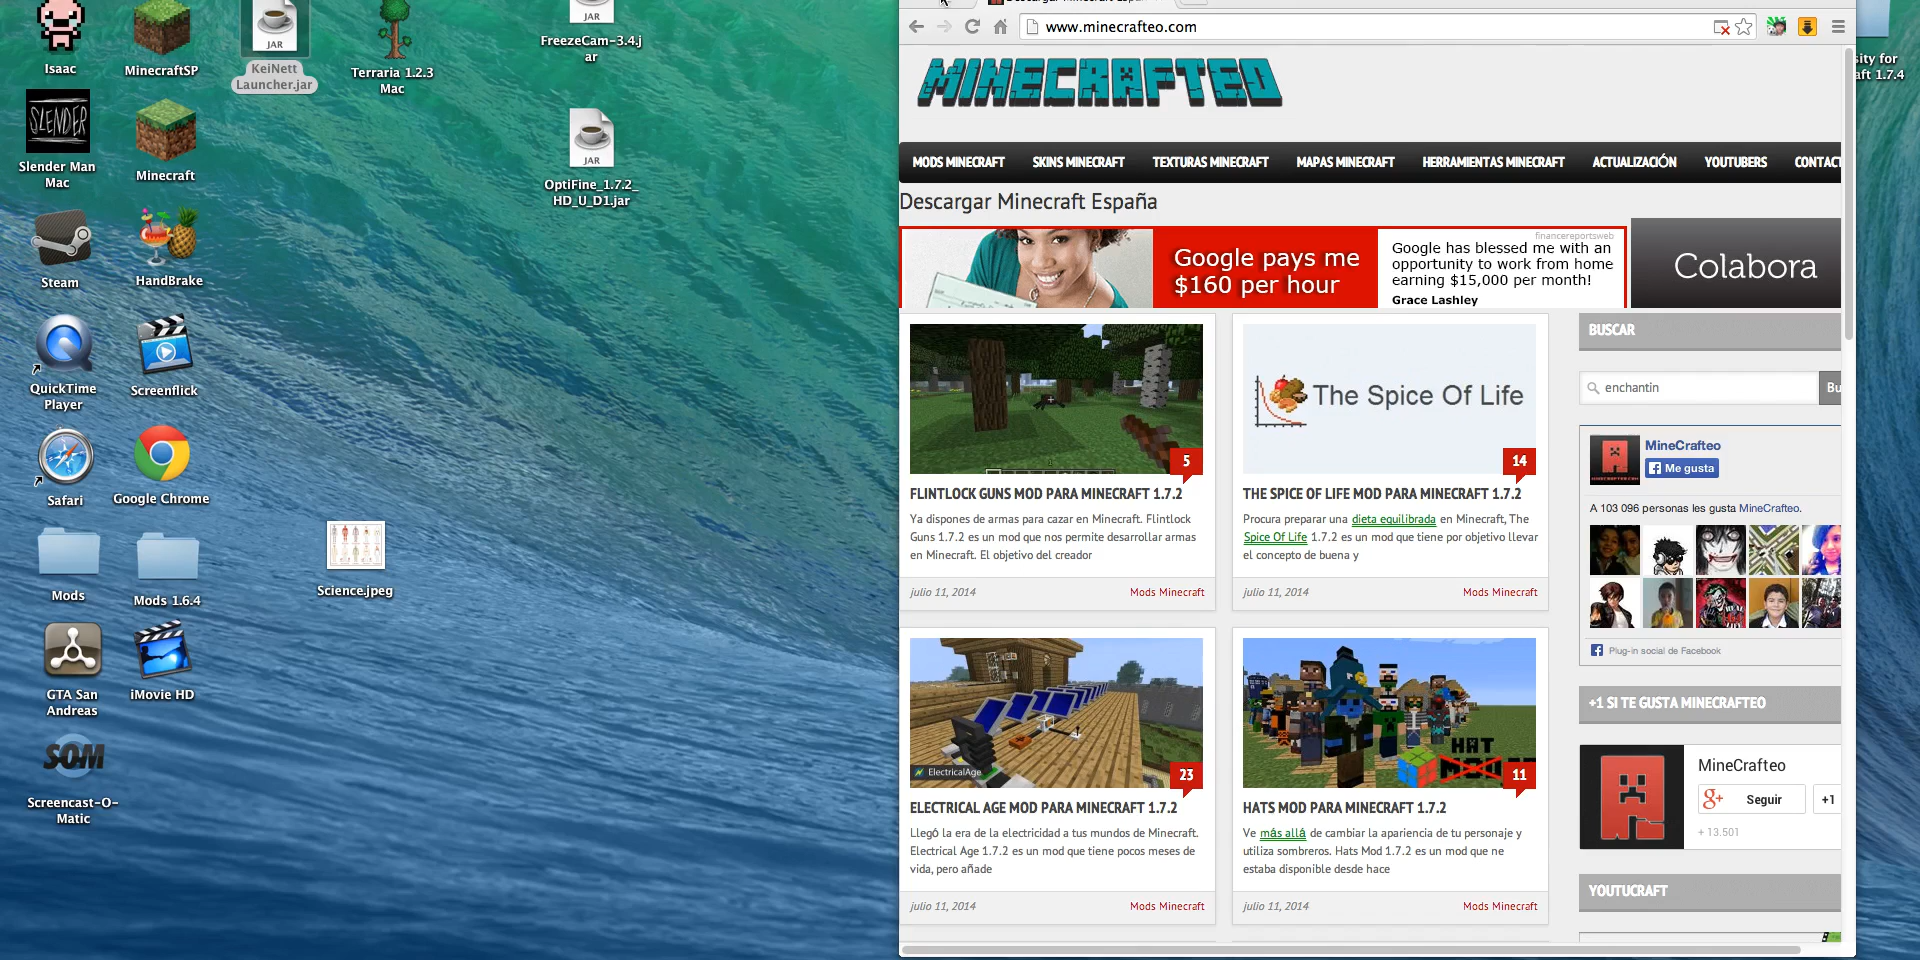 Isaac
MinecraftSP
JAR
KeiNett
Launcher.jar
Terraria 1.2.3
Mac
JAR
FreezeCam-3.4.j
ar
SLENDER
Slender Man
Mac
Minecraft
JAR
OptiFine_1.7.2_
HD_U_D1.jar
Steam
HandBrake
QuickTime
Player
Screenflick
Safari
Google Chrome
Mods
Mods 1.6.4
Science.jpeg
GTA San
Andreas
iMovie HD
SOM
Screencast-O-
Matic
www.minecrafteo.com
sity for
aft 1.7.4
MINECRAFTEO
MODS MINECRAFT
SKINS MINECRAFT
TEXTURAS MINECRAFT
MAPAS MINECRAFT
HERRAMIENTAS MINECRAFT
ACTUALIZACIÓN
YOUTUBERS
CONTACT
Descargar Minecraft España
Google pays me
$160 per hour
financereportsweb
Google has blessed me with an
opportunity to work from home
earning $15,000 per month!
Grace Lashley
Colabora
5
FLINTLOCK GUNS MOD PARA MINECRAFT 1.7.2
Ya dispones de armas para cazar en Minecraft. Flintlock
Guns 1.7.2 es un mod que nos permite desarrollar armas
en Minecraft. El objetivo del creador
julio 11, 2014
Mods Minecraft
The Spice Of Life
14
THE SPICE OF LIFE MOD PARA MINECRAFT 1.7.2
Procura preparar una dieta equilibrada en Minecraft, The
Spice Of Life 1.7.2 es un mod que tiene por objetivo llevar
el concepto de buena y
julio 11, 2014
Mods Minecraft
ElectricalAge
23
ELECTRICAL AGE MOD PARA MINECRAFT 1.7.2
Llegó la era de la electricidad a tus mundos de Minecraft.
Electrical Age 1.7.2 es un mod que tiene pocos meses de
vida, pero añade
julio 11, 2014
Mods Minecraft
HAT
11
HATS MOD PARA MINECRAFT 1.7.2
Ve más allá de cambiar la apariencia de tu personaje y
utiliza sombreros. Hats Mod 1.7.2 es un mod que ne
estaba disponible desde hace
julio 11, 2014
Mods Minecraft
BUSCAR
enchantin
Bu
MineCrafteo
Me gusta
A 103 096 personas les gusta MineCrafteo.
Plug-in social de Facebook
+1 SI TE GUSTA MINECRAFTEO
MineCrafteo
g+ Seguir
+1
+ 13.501
YOUTUCRAFT